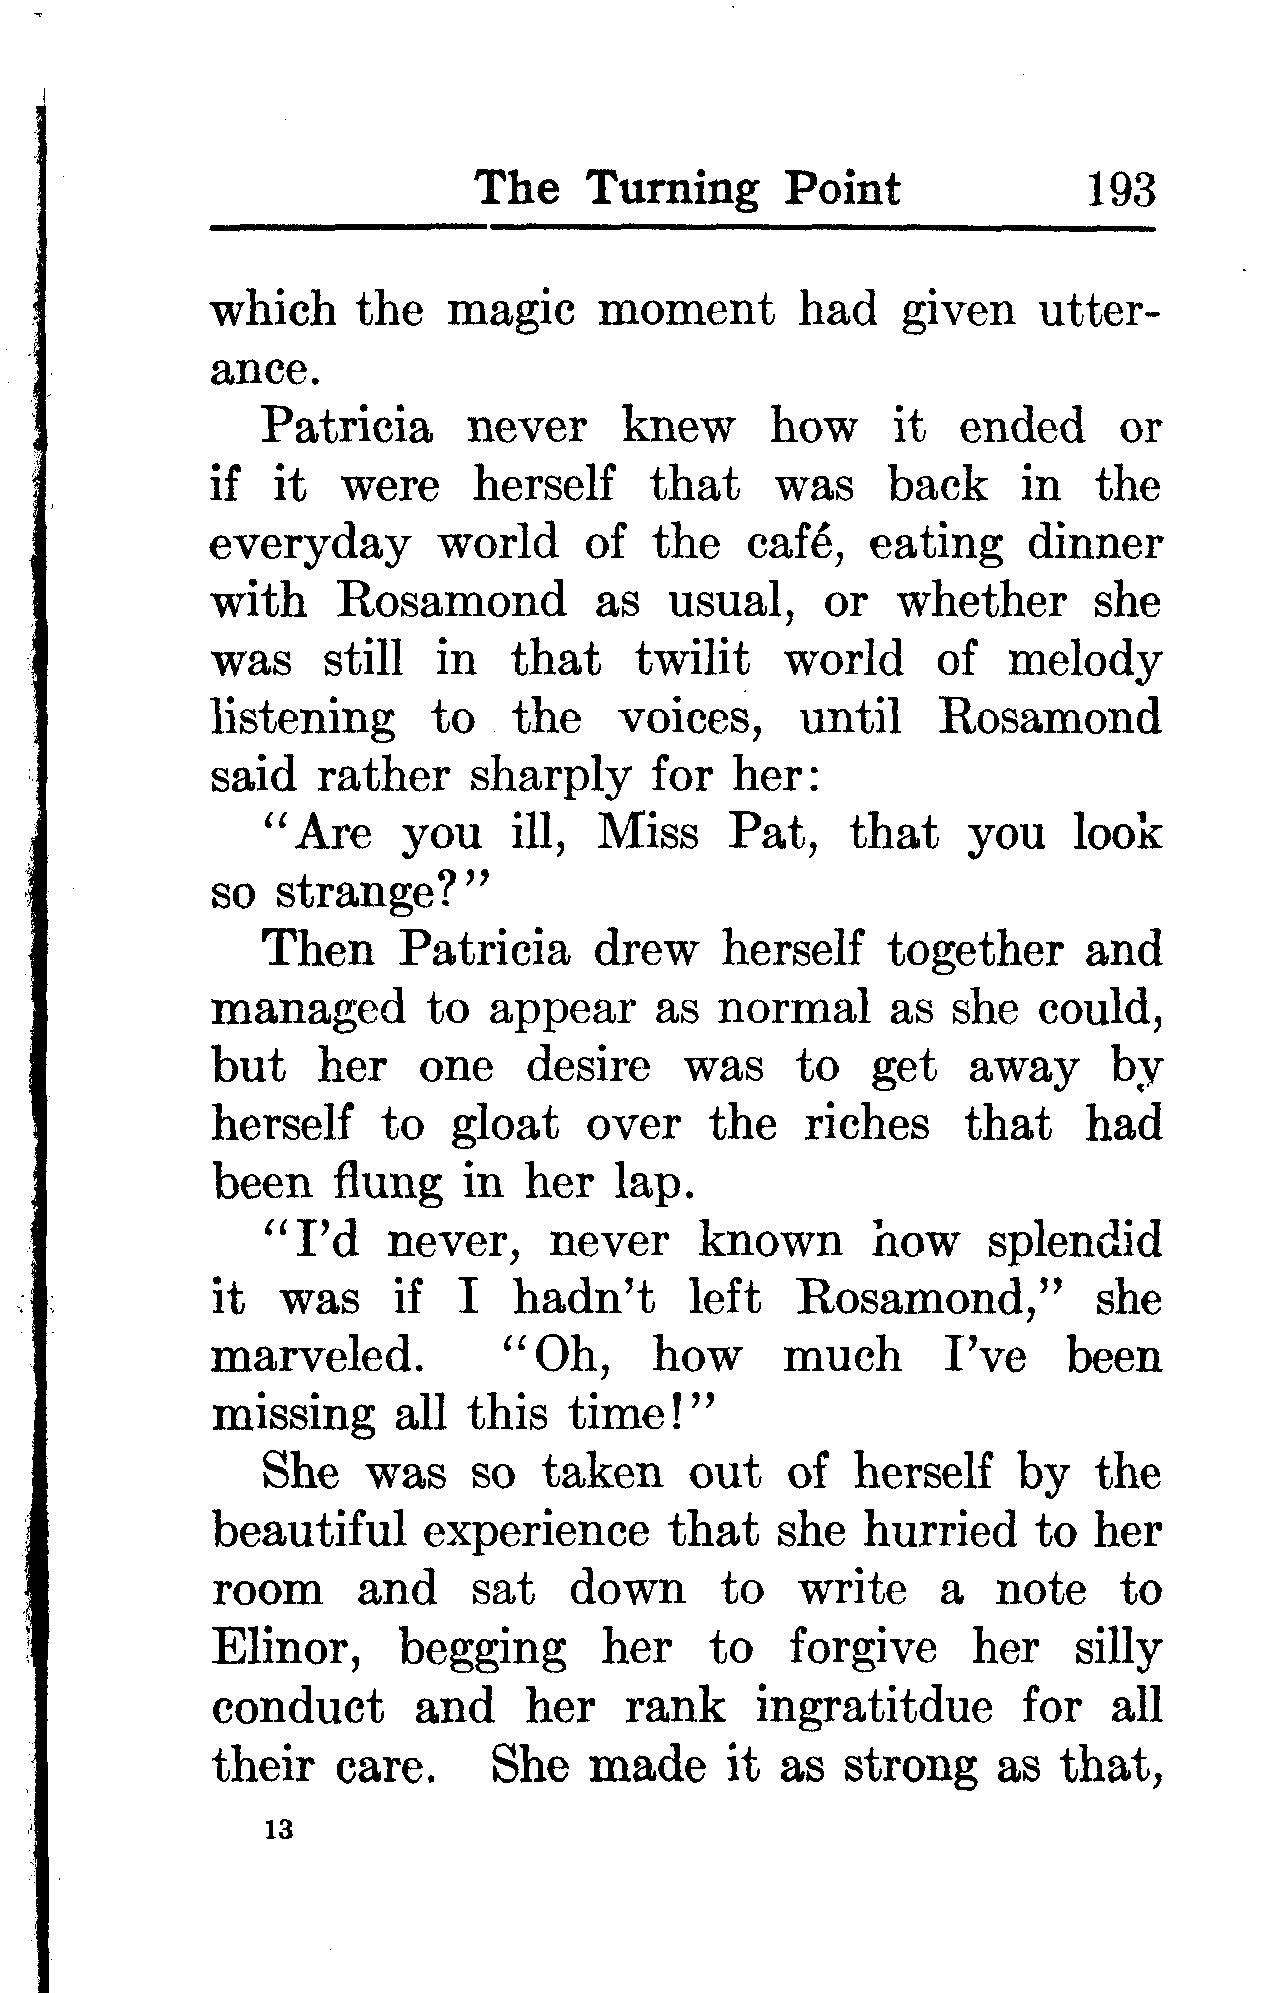 The Turning Point 193
which the magic moment had given utter-
ance.
Patricia never knew how it ended or
if it were herself that was back in the
everyday world of the café, eating dinner
with Rosamond as usual, or whether she
was still in that twilit world of melody
listening to the voices, until Rosamond
said rather sharply for her:
“Are you ill, Miss Pat, that you look
so strange?”
Then Patricia drew herself together and
managed to appear as normal as she could,
but her one desire was to get away by
herself to gloat over the riches that had
been flung in her lap.
“I’d never, never known how splendid
it was if I hadn’t left Rosamond,” she
marveled. “Oh, how much I’ve been
missing all this time!”
She was so taken out of herself by the
beautiful experience that she hurried to her
room and sat down to write a note to
Elinor, begging her to forgive her silly
conduct and her rank ingratitdue for all
their care. She made it as strong as that,
13